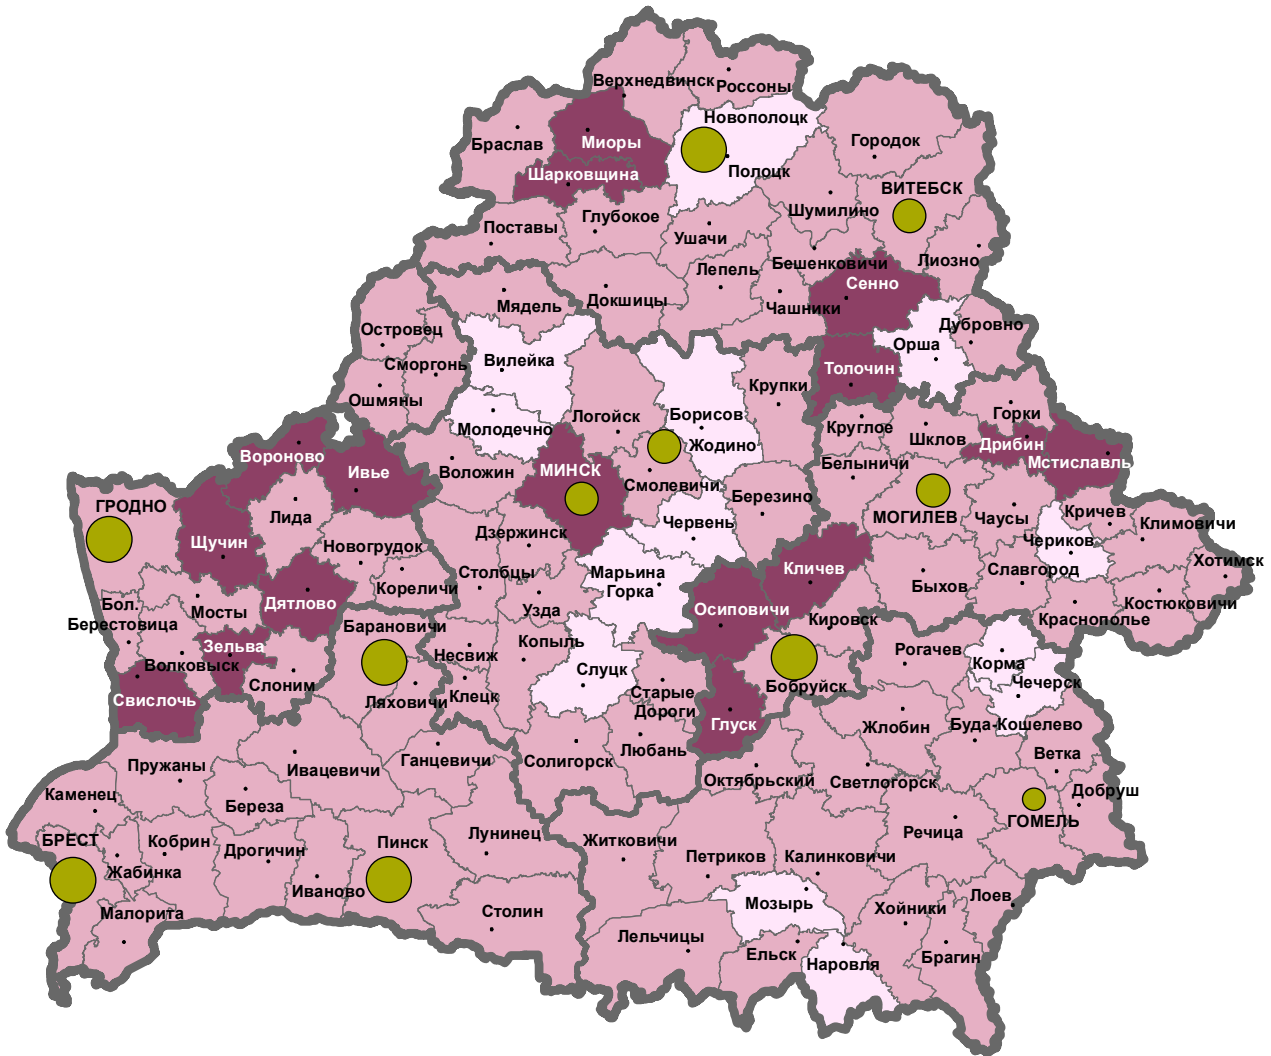 Верхнедвинск
Россоны
Новополоцк
Браслав
Миоры
Городок
Шарковщина
Полоцк
ВИТЕБСК
Поставы
Глубокое
Шумилино
Ушачи
Лиозно
Бешенковичи
Лепель
Сенно
Мядель
Докшицы
Чашники
Островец
Дубровно
Орша
Сморгонь
Вилейка
Толочин
Ошмяны
Крупки
Логойск
Борисов
Горки
Молодечно
Круглое
Шклов
Жодино
Дрибин
Вороново
Мстиславль
Ивье
Воложин
МИНСК
Белыничи
Смолевичи
Березино
ГРОДНО
Лида
Червень
МОГИЛЕВ
Чаусы
Кричев
Климовичи
Щучин
Новогрудок
Дзержинск
Чериков
Хотимск
Столбцы
Марьина
Горка
Кличев
Славгород
Кореличи
Быхов
Бол.
Берестовица
Мосты
Дятлово
Узда
Осиповичи
Костюковичи
Кировск
Краснополье
Барановичи
Зельва
Копыль
Несвиж
Рогачев
Волковыск
Слуцк
Корма
Слоним
Клецк
Старые
Дороги
Бобруйск
Чечерск
Свислочь
Ляховичи
Глуск
Жлобин
Буда-Кошелево
Любань
Ветка
Пружаны
Ивацевичи
Ганцевичи
Солигорск
Октябрьский
Светлогорск
Каменец
Береза
Добруш
ГОМЕЛЬ
БРЕСТ
Кобрин
Дрогичин
Пинск
Лунинец
Житковичи
Речица
Петриков
Калинковичи
Жабинка
Иваново
Малорита
Столин
Мозырь
Хойники
Лоев
Лельчицы
Ельск
Наровля
Брагин